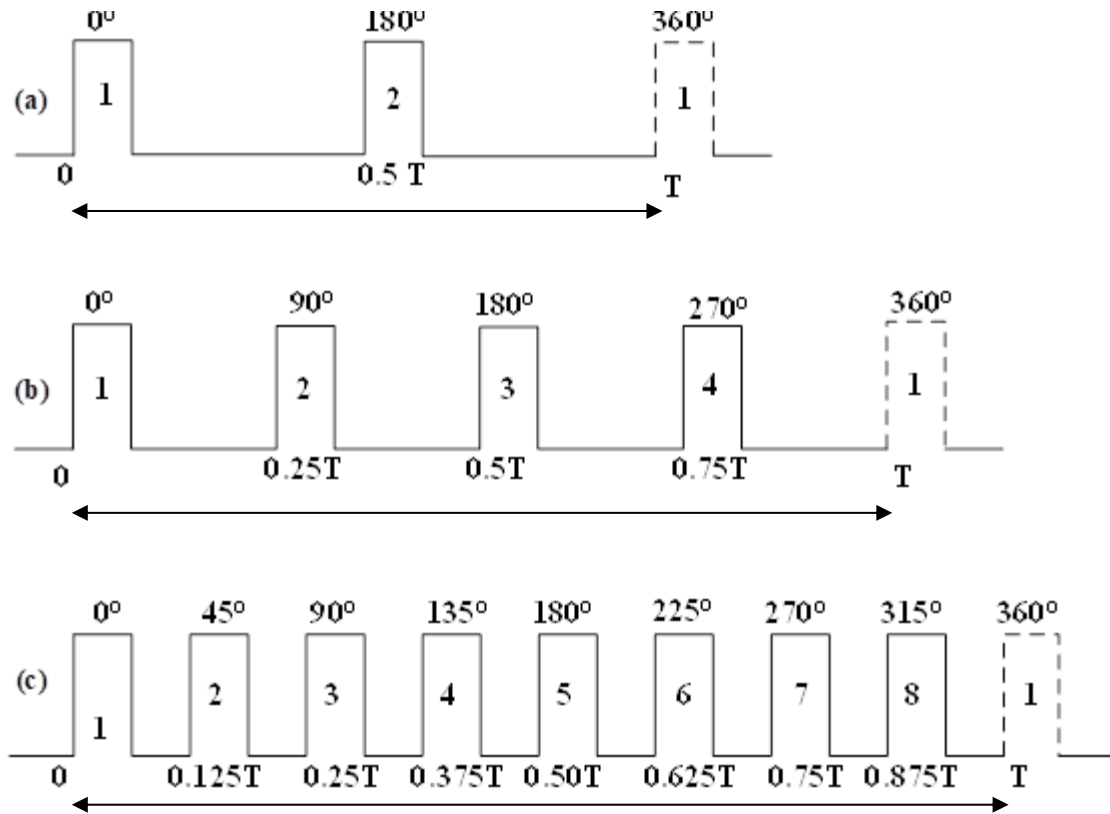 0º 180º 360º
(a) 1 2 1
0 0.5 T T
0º 90º 180º 270º 360º
(b) 1 2 3 4 1
0 0.25T 0.5T 0.75T T
0º 45º 90º 135º 180º 225º 270º 315º 360º
(c) 1 2 3 4 5 6 7 8 1
0 0.125T 0.25T 0.375T 0.50T 0.625T 0.75T 0.875T T